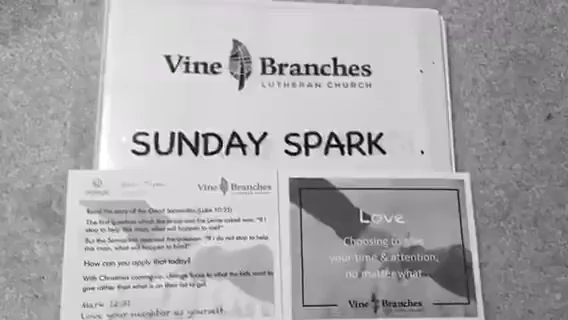 Vine Branches
LUTHERAN CHURCH
SUNDAY SPARK
Vine Branches
Read the story of the Good Samaritan (Luke 10:25)
The first question which the priest and the Levite asked was: "If I
stop to help this man, what will happen to me?"
But the Samaritan reversed the question: "If I do not stop to help
this man, what will happen to him?"
How can you apply that today?
With Christmas coming up, change focus to what the kids want to
give rather than what is on their list to get.
Mark 12:31
Love your neighbor as yourself.
Love
Choosing to give
your time & attention,
no matter what.
Vine Branches